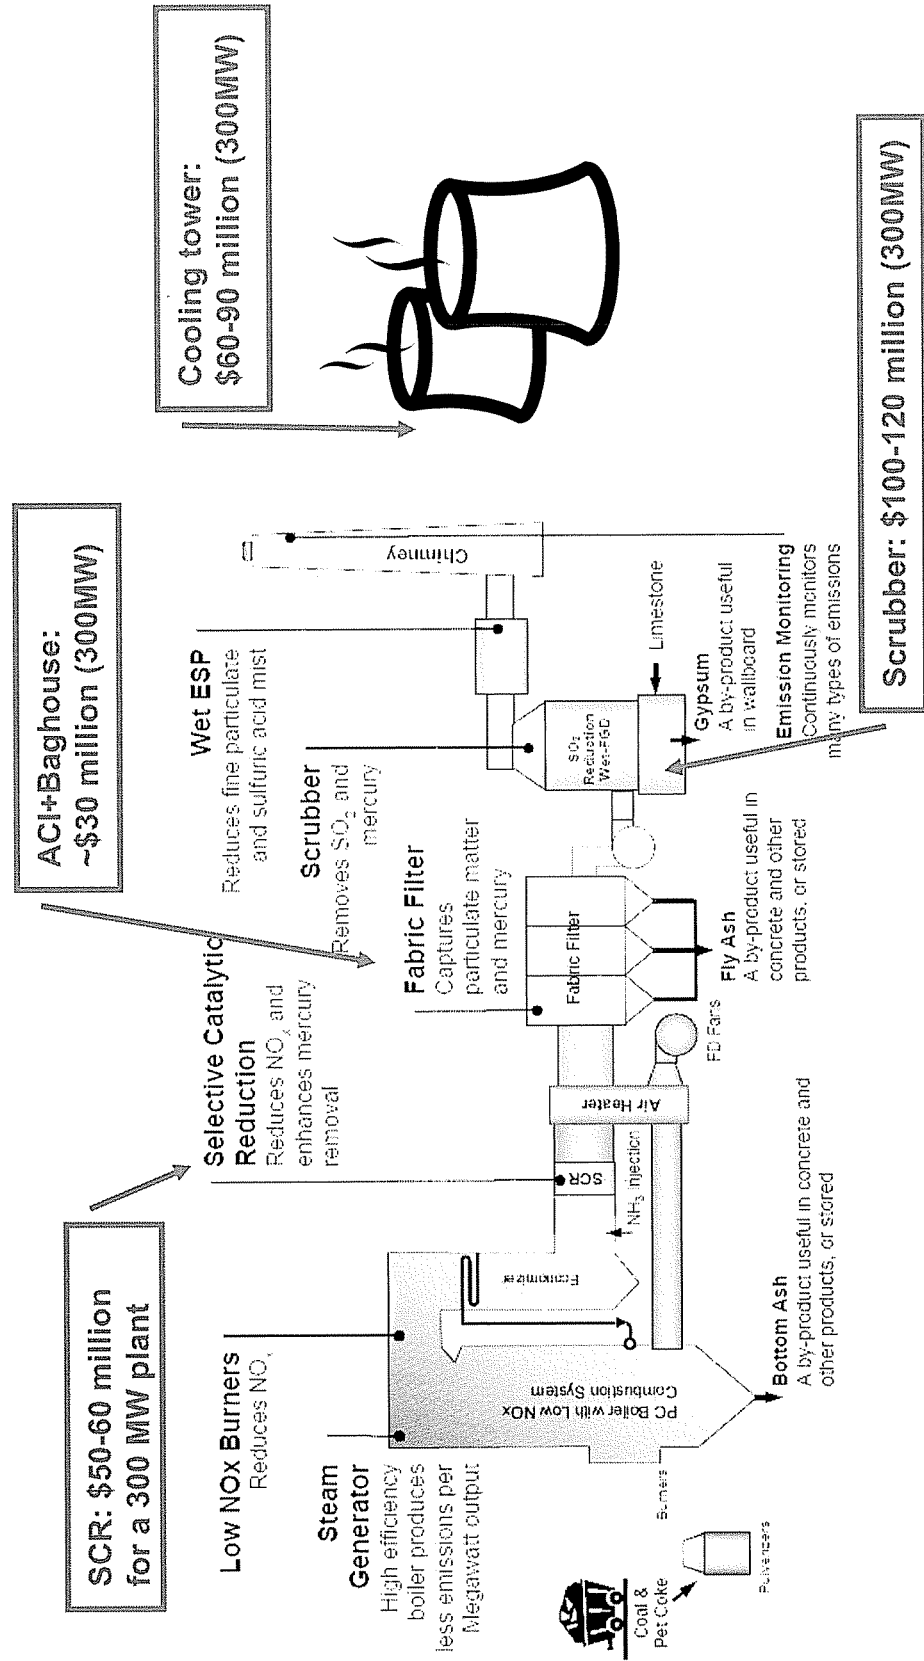 SCR: $50-60 million
for a 300 MW plant
ACI+Baghouse:
~$30 million (300MW)
Cooling tower:
$60-90 million (300MW)
Low NOx Burners
Reduces NOx
Steam
Generator
High efficiency
boiler produces
less emissions per
Megawatt output
Selective Catalytic
Reduction
Reduces NOx and
enhances mercury
removal
Fabric Filter
Captures
particulate matter
and mercury
Scrubber
Removes SO2 and
mercury
Wet ESP
Reduces fine particulate
and sulfuric acid mist
Coal &
Pet Coke
Pulverizers
Burners
PC Boiler with Low NOx
Combustion System
Economizer
SCR
NH3 Injection
Air Heater
FD Fans
Fabric Filter
SO2
Reduction
Wet-FGD
Chimney
Limestone
Bottom Ash
A by-product useful in concrete and
other products, or stored
Fly Ash
A by-product useful in
concrete and other
products, or stored
Gypsum
A by-product useful
in wallboard
Emission Monitoring
Continuously monitors
many types of emissions
Scrubber: $100-120 million (300MW)